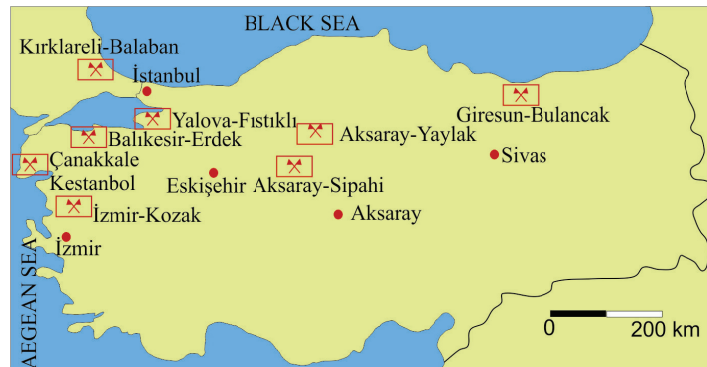 BLACK SEA
Kırklareli-Balaban
İstanbul
Yalova-Fıstıklı
Giresun-Bulancak
Balıkesir-Erdek
Aksaray-Yaylak
Çanakkale
Kestanbol
Sivas
Eskişehir
Aksaray-Sipahi
İzmir-Kozak
Aksaray
İzmir
AEGEAN SEA
0 200 km